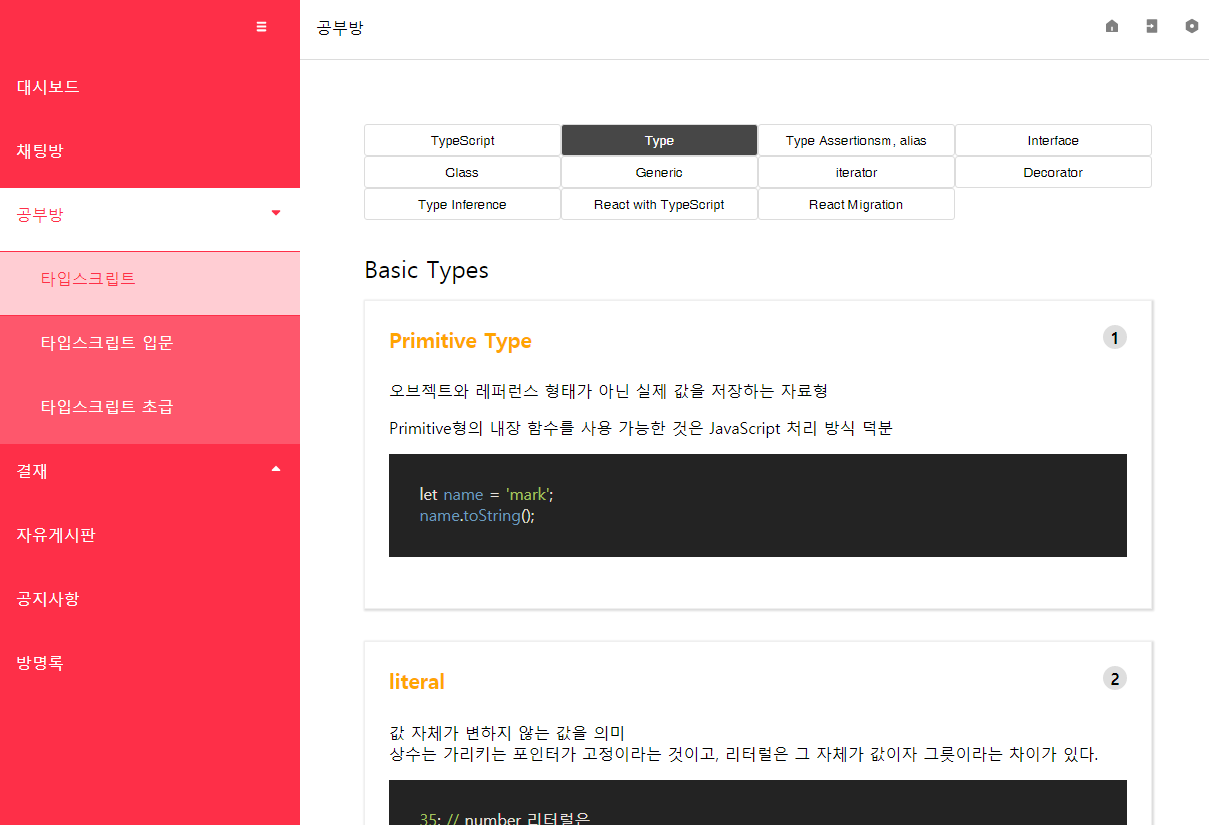 공부방
대시보드
채팅방
공부방
타입스크립트
타입스크립트 입문
타입스크립트 초급
결재
자유게시판
공지사항
방명록
TypeScript
Type
Type Assertionsm, alias
Interface
Class
Generic
iterator
Decorator
Type Inference
React with TypeScript
React Migration
Basic Types
Primitive Type
1
오브젝트와 레퍼런스 형태가 아닌 실제 값을 저장하는 자료형
Primitive형의 내장 함수를 사용 가능한 것은 JavaScript 처리 방식 덕분
let name = 'mark';
name.toString();
literal
2
값 자체가 변하지 않는 값을 의미
상수는 가리키는 포인터가 고정이라는 것이고, 리터럴은 그 자체가 값이자 그릇이라는 차이가 있다.
35; // number 리터럴은